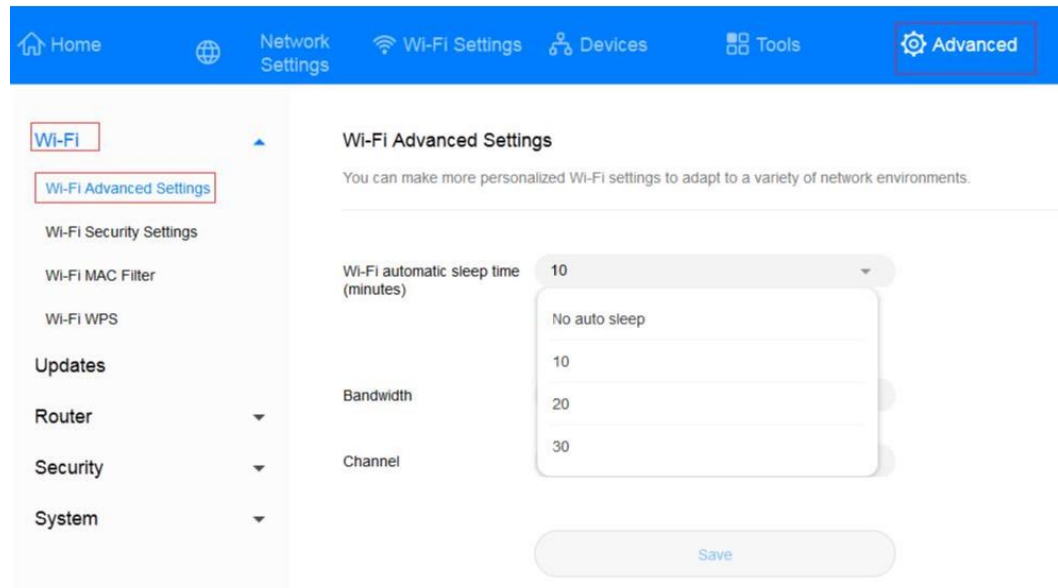 Home
Network
Settings
Wi-Fi Settings
Devices
Tools
Advanced
Wi-Fi
Wi-Fi Advanced Settings
Wi-Fi Security Settings
Wi-Fi MAC Filter
Wi-Fi WPS
Updates
Router
Security
System
Wi-Fi Advanced Settings
You can make more personalized Wi-Fi settings to adapt to a variety of network environments.
Wi-Fi automatic sleep time
(minutes)
10
No auto sleep
10
20
30
Bandwidth
Channel
Save